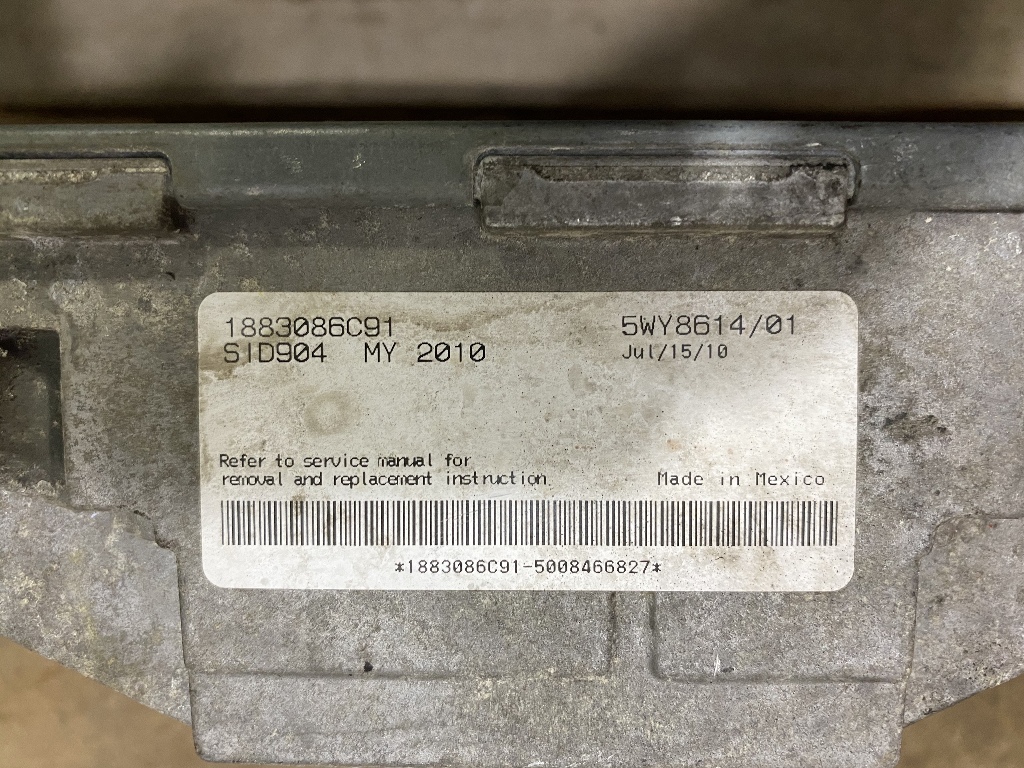 1883086C91 5WY8614/01
SID904 MY 2010 Jul/15/10
Refer to service manual for
removal and replacement instruction Made in Mexico
*1883086C91-5008466827*